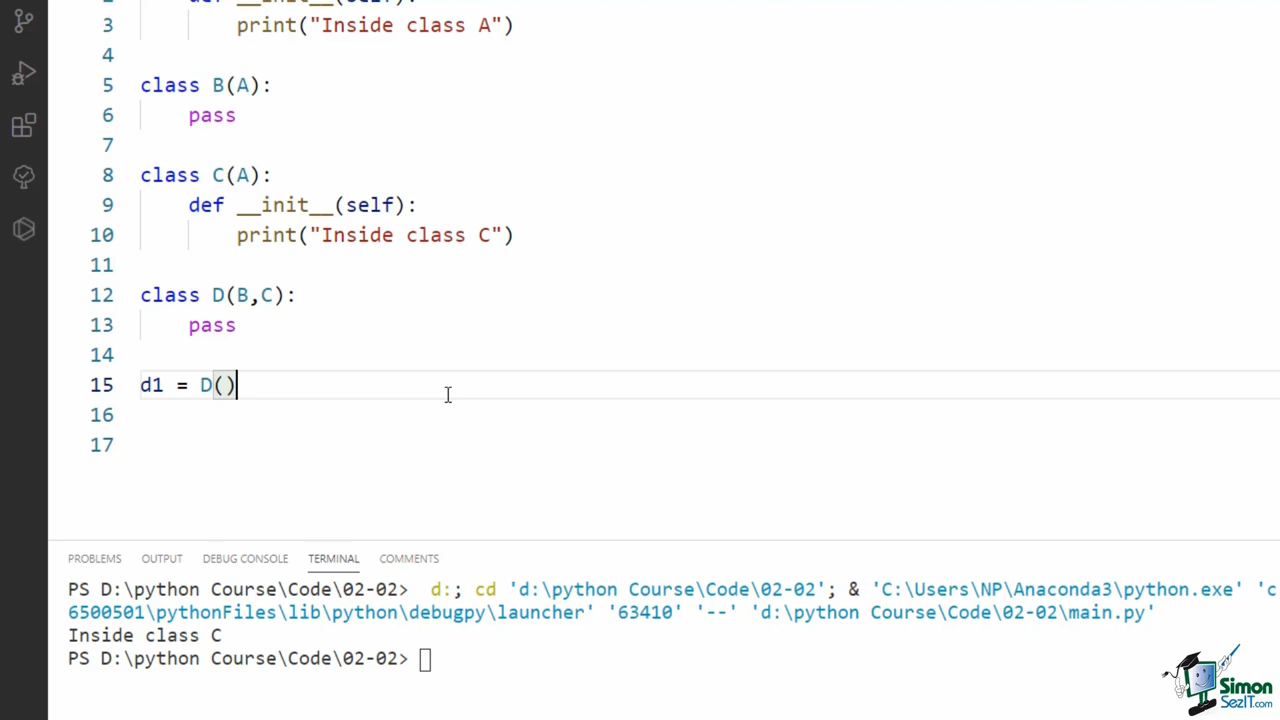 2 def __init__(self):
3 print("Inside class A")
4
5 class B(A):
6 pass
7
8 class C(A):
9 def __init__(self):
10 print("Inside class C")
11
12 class D(B,C):
13 pass
14
15 d1 = D()
16
17
PROBLEMS OUTPUT DEBUG CONSOLE TERMINAL COMMENTS
PS D:\python Course\Code\02-02> d:; cd 'd:\python Course\Code\02-02'; & 'C:\Users\NP\Anaconda3\python.exe' 'c
6500501\pythonFiles\lib\python\debugpy\launcher' '63410' '--' 'd:\python Course\Code\02-02\main.py'
Inside class C
PS D:\python Course\Code\02-02>
Simon
SezIT.com